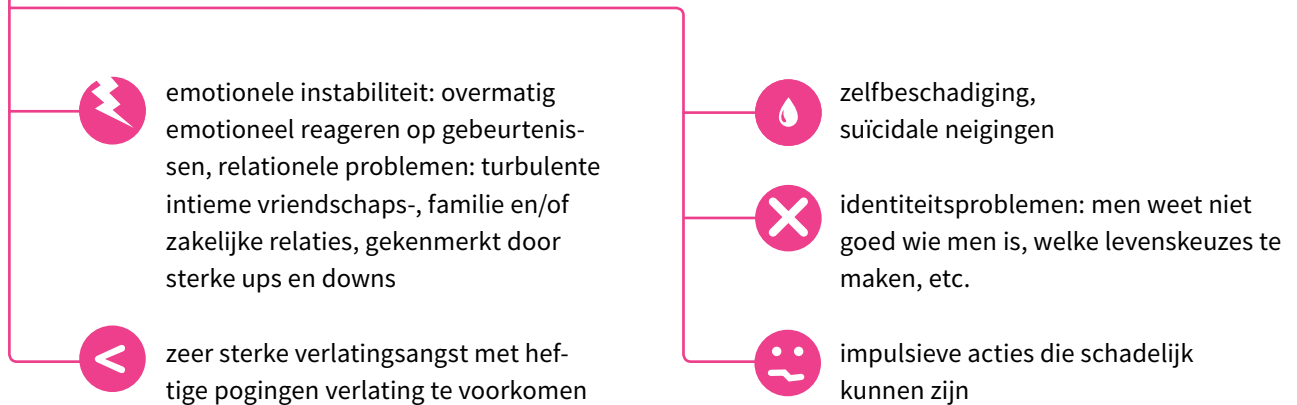 emotionele instabiliteit: overmatig
emotioneel reageren op gebeurtenis-
sen, relationele problemen: turbulente
intieme vriendschaps-, familie en/of
zakelijke relaties, gekenmerkt door
sterke ups en downs
zeer sterke verlatingsangst met hef-
tige pogingen verlating te voorkomen
zelfbeschadiging,
suïcidale neigingen
identiteitsproblemen: men weet niet
goed wie men is, welke levenskeuzes te
maken, etc.
impulsieve acties die schadelijk
kunnen zijn